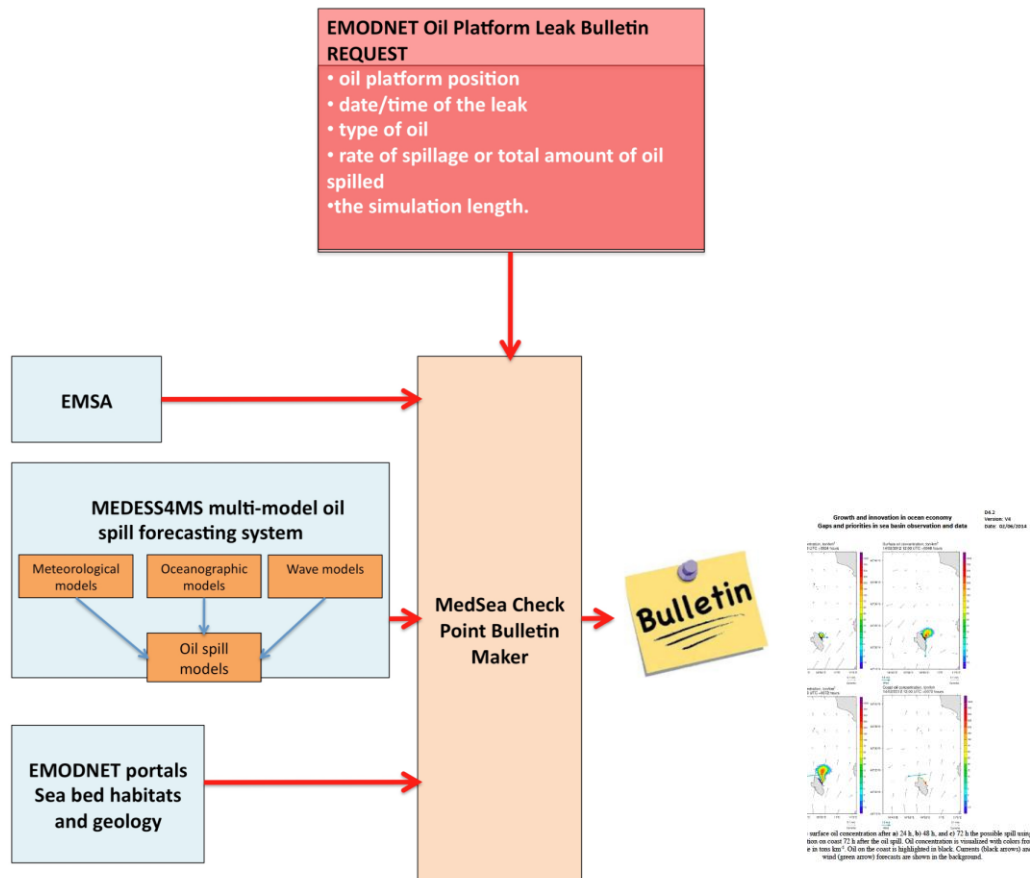 EMODNET Oil Platform Leak Bulletin
REQUEST
• oil platform position
• date/time of the leak
• type of oil
• rate of spillage or total amount of oil
spilled
•the simulation length.
EMSA
MEDESS4MS multi-model oil
spill forecasting system
Meteorological
models
Oceanographic
models
Wave models
Oil spill
models
EMODNET portals
Sea bed habitats
and geology
MedSea Check
Point Bulletin
Maker
Bulletin
D4.2
Version: V4
Date: 02/06/2014
Growth and innovation in ocean economy
Gaps and priorities in sea basin observation and data
surface oil concentration after a) 24 h, b) 48 h, and c) 72 h the possible spill using
tion on coast 72 h after the oil spill. Oil concentration is visualized with colors from
le in tons km⁻². Oil on the coast is highlighted in black. Currents (black arrows) an
wind (green arrow) forecasts are shown in the background.